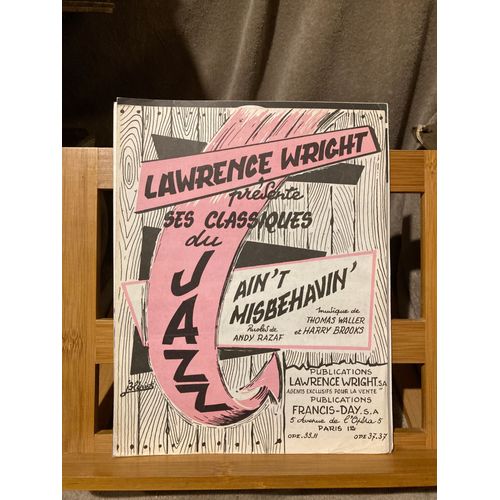 LAWRENCE WRIGHT
présente
SES CLASSIQUES
du
JAZZ
AIN'T
MISBEHAVIN'
Paroles de
ANDY RAZAF
musique de
THOMAS WALLER
et HARRY BROOKS
PUBLICATIONS
LAWRENCE WRIGHT.S.A
AGENTS EXCLUSIFS POUR LA VENTE
PUBLICATIONS
FRANCIS-DAY.S.A
5 Avenue de l'Opéra 5
PARIS 1er
OPE.35.11 OPE 37.37